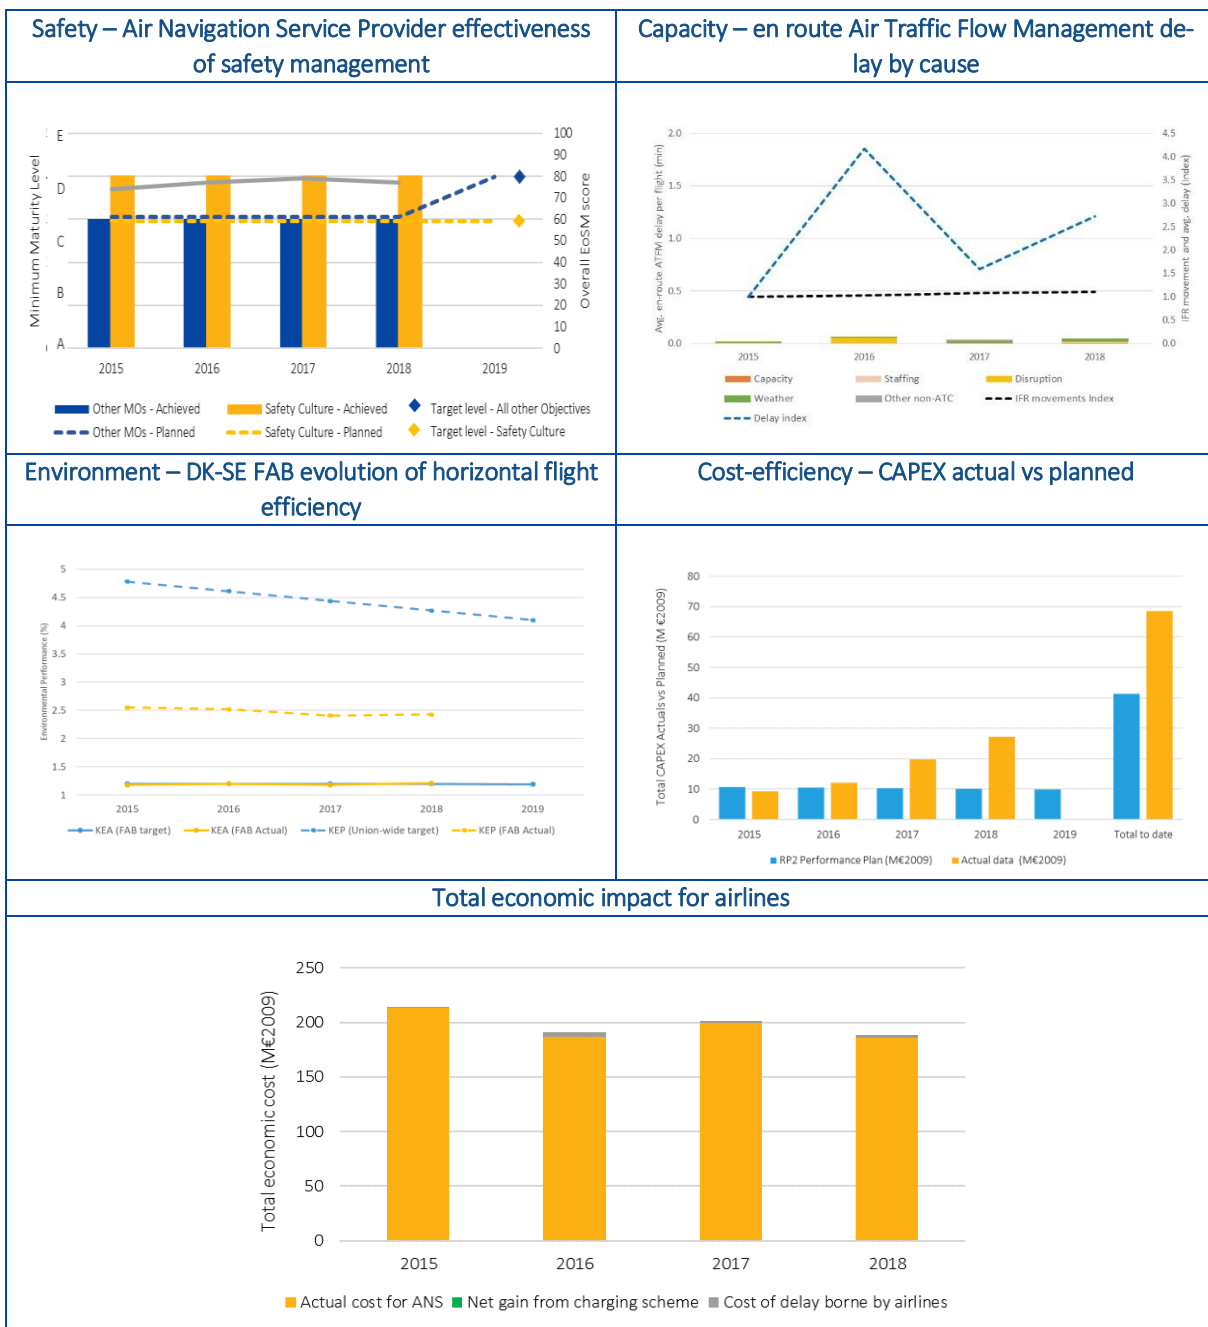 Safety – Air Navigation Service Provider effectiveness
of safety management
Capacity – en route Air Traffic Flow Management de-
lay by cause
Minimum Maturity Level
E
D
C
B
A
100
90
80
70
60
50
40
30
20
10
0
Overall EoSM score
2015 2016 2017 2018 2019
Other MOs - Achieved Safety Culture - Achieved Target level - All other Objectives
Other MOs - Planned Safety Culture - Planned Target level - Safety Culture
Avg. en-route ATFM delay per flight (min)
2.0
1.5
1.0
0.5
0.0
4.5
4.0
3.5
3.0
2.5
2.0
1.5
1.0
0.5
0.0
IFR movement and avg. delay (index)
2015 2016 2017 2018
Capacity Staffing Disruption
Weather Other non-ATC IFR movements Index
Delay index
Environment – DK-SE FAB evolution of horizontal flight
efficiency
Cost-efficiency – CAPEX actual vs planned
Environmental Performance (%)
5
4.5
4
3.5
3
2.5
2
1.5
1
2015 2016 2017 2018 2019
KEA (FAB target) KEA (FAB Actual) KEP (Union-wide target) KEP (FAB Actual)
Total CAPEX Actuals vs Planned (M €2009)
80
70
60
50
40
30
20
10
0
2015 2016 2017 2018 2019 Total to date
RP2 Performance Plan (M€2009) Actual data (M€2009)
Total economic impact for airlines
Total economic cost (M€2009)
250
200
150
100
50
0
2015 2016 2017 2018
Actual cost for ANS Net gain from charging scheme Cost of delay borne by airlines